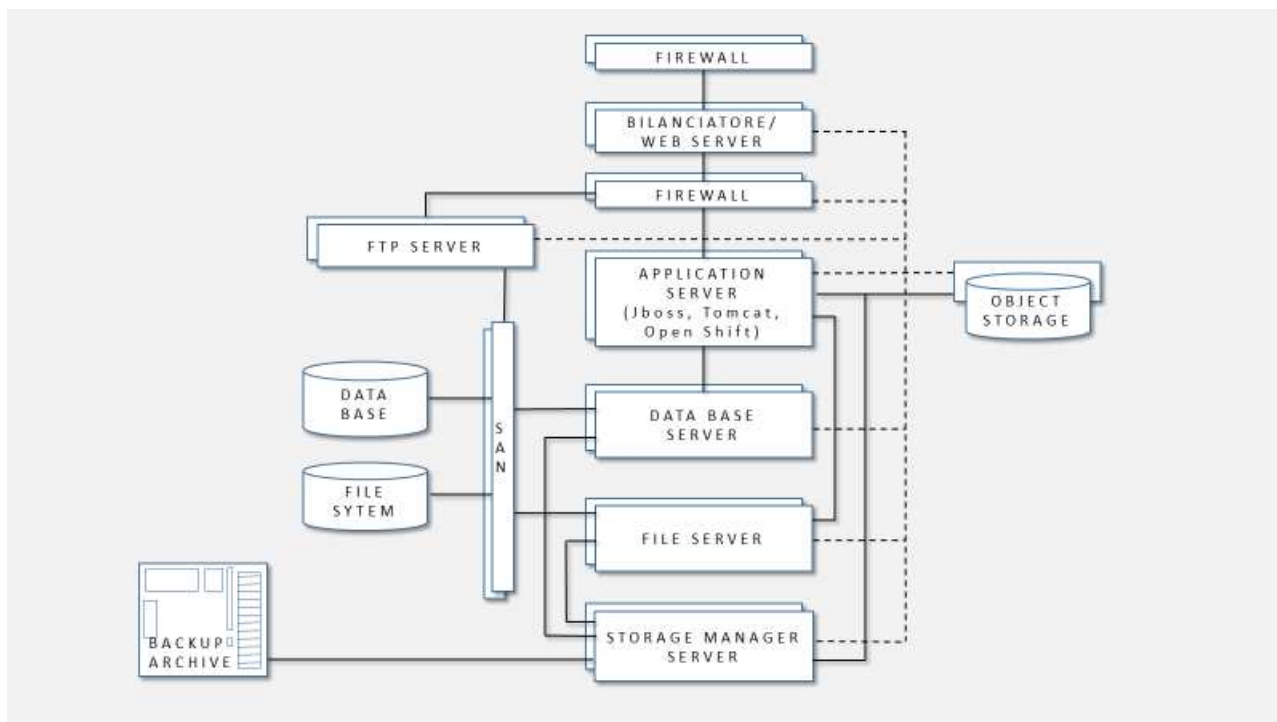 FIREWALL
BILANCIATORE/
WEB SERVER
FIREWALL
FTP SERVER
APPLICATION
SERVER
(Jboss, Tomcat,
Open Shift)
OBJECT
STORAGE
DATA
BASE
SAN
DATA BASE
SERVER
FILE
SYTEM
FILE SERVER
BACKUP
ARCHIVE
STORAGE MANAGER
SERVER